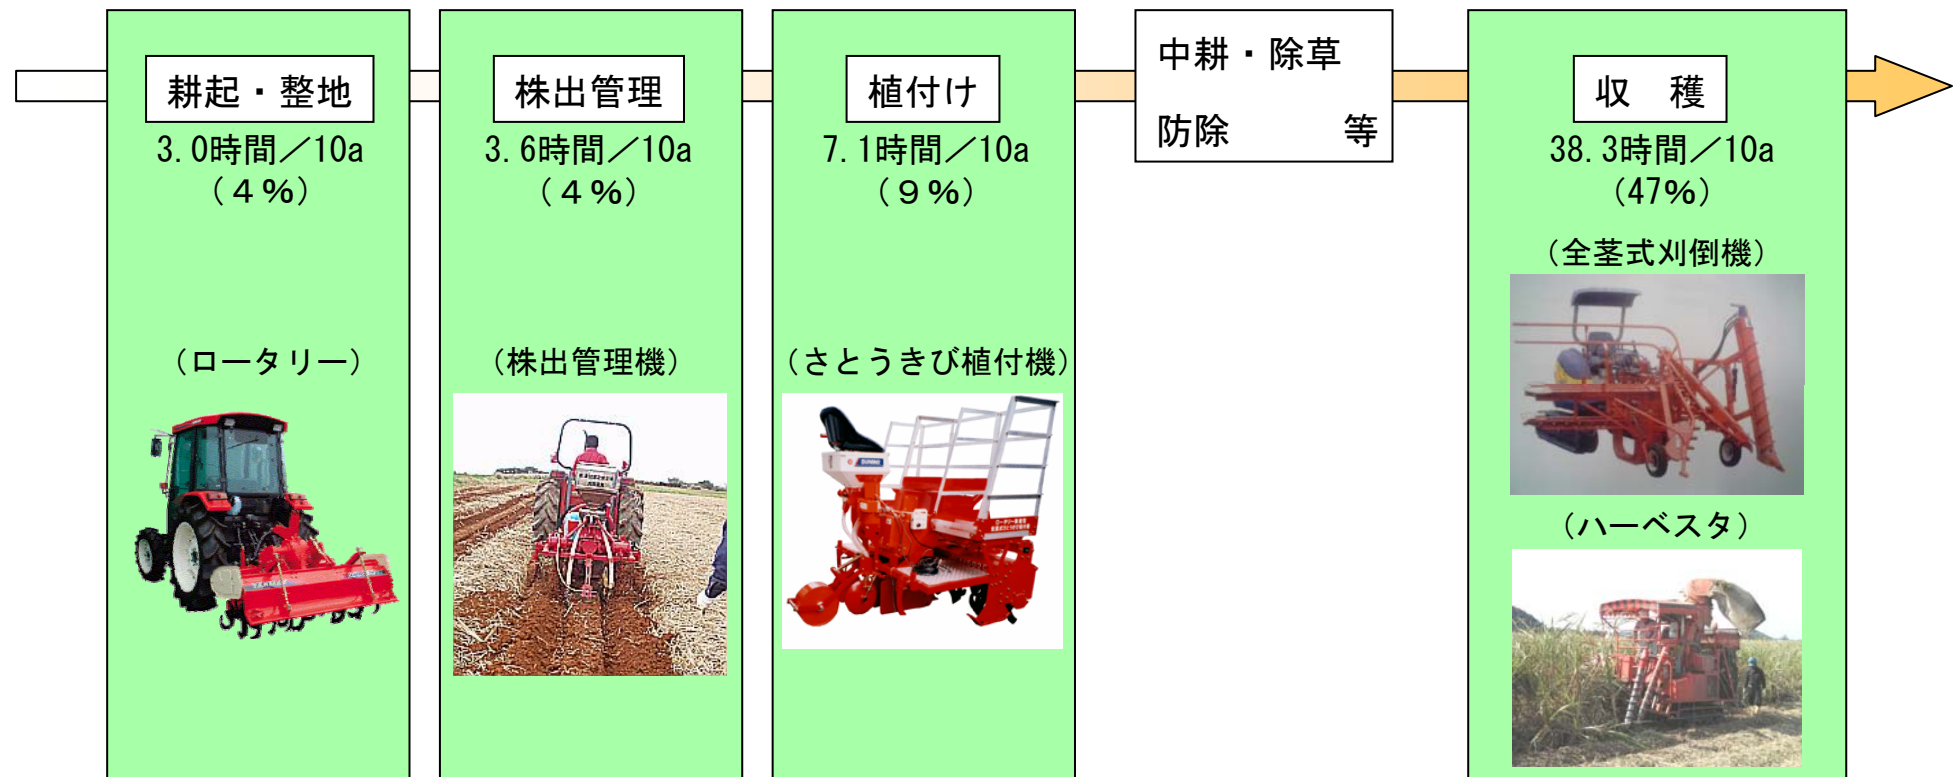 耕起・整地
3.0時間／10a
(４％)
(ロータリー)
株出管理
3.6時間／10a
(４％)
(株出管理機)
植付け
7.1時間／10a
(９％)
(さとうきび植付機)
中耕・除草
防除　　　等
収　穫
38.3時間／10a
(47%)
(全茎式刈倒機)
(ハーベスタ)